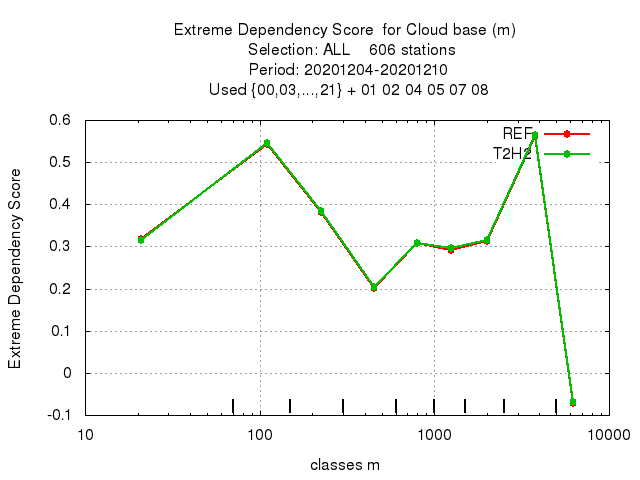 Extreme Dependency Score  for Cloud base (m)
Selection: ALL    606 stations
Period: 20201204-20201210
Used {00,03,...,21} + 01 02 04 05 07 08
REF
T2H2
Extreme Dependency Score
0.6
0.5
0.4
0.3
0.2
0.1
0
-0.1
10 100 1000 10000
classes m